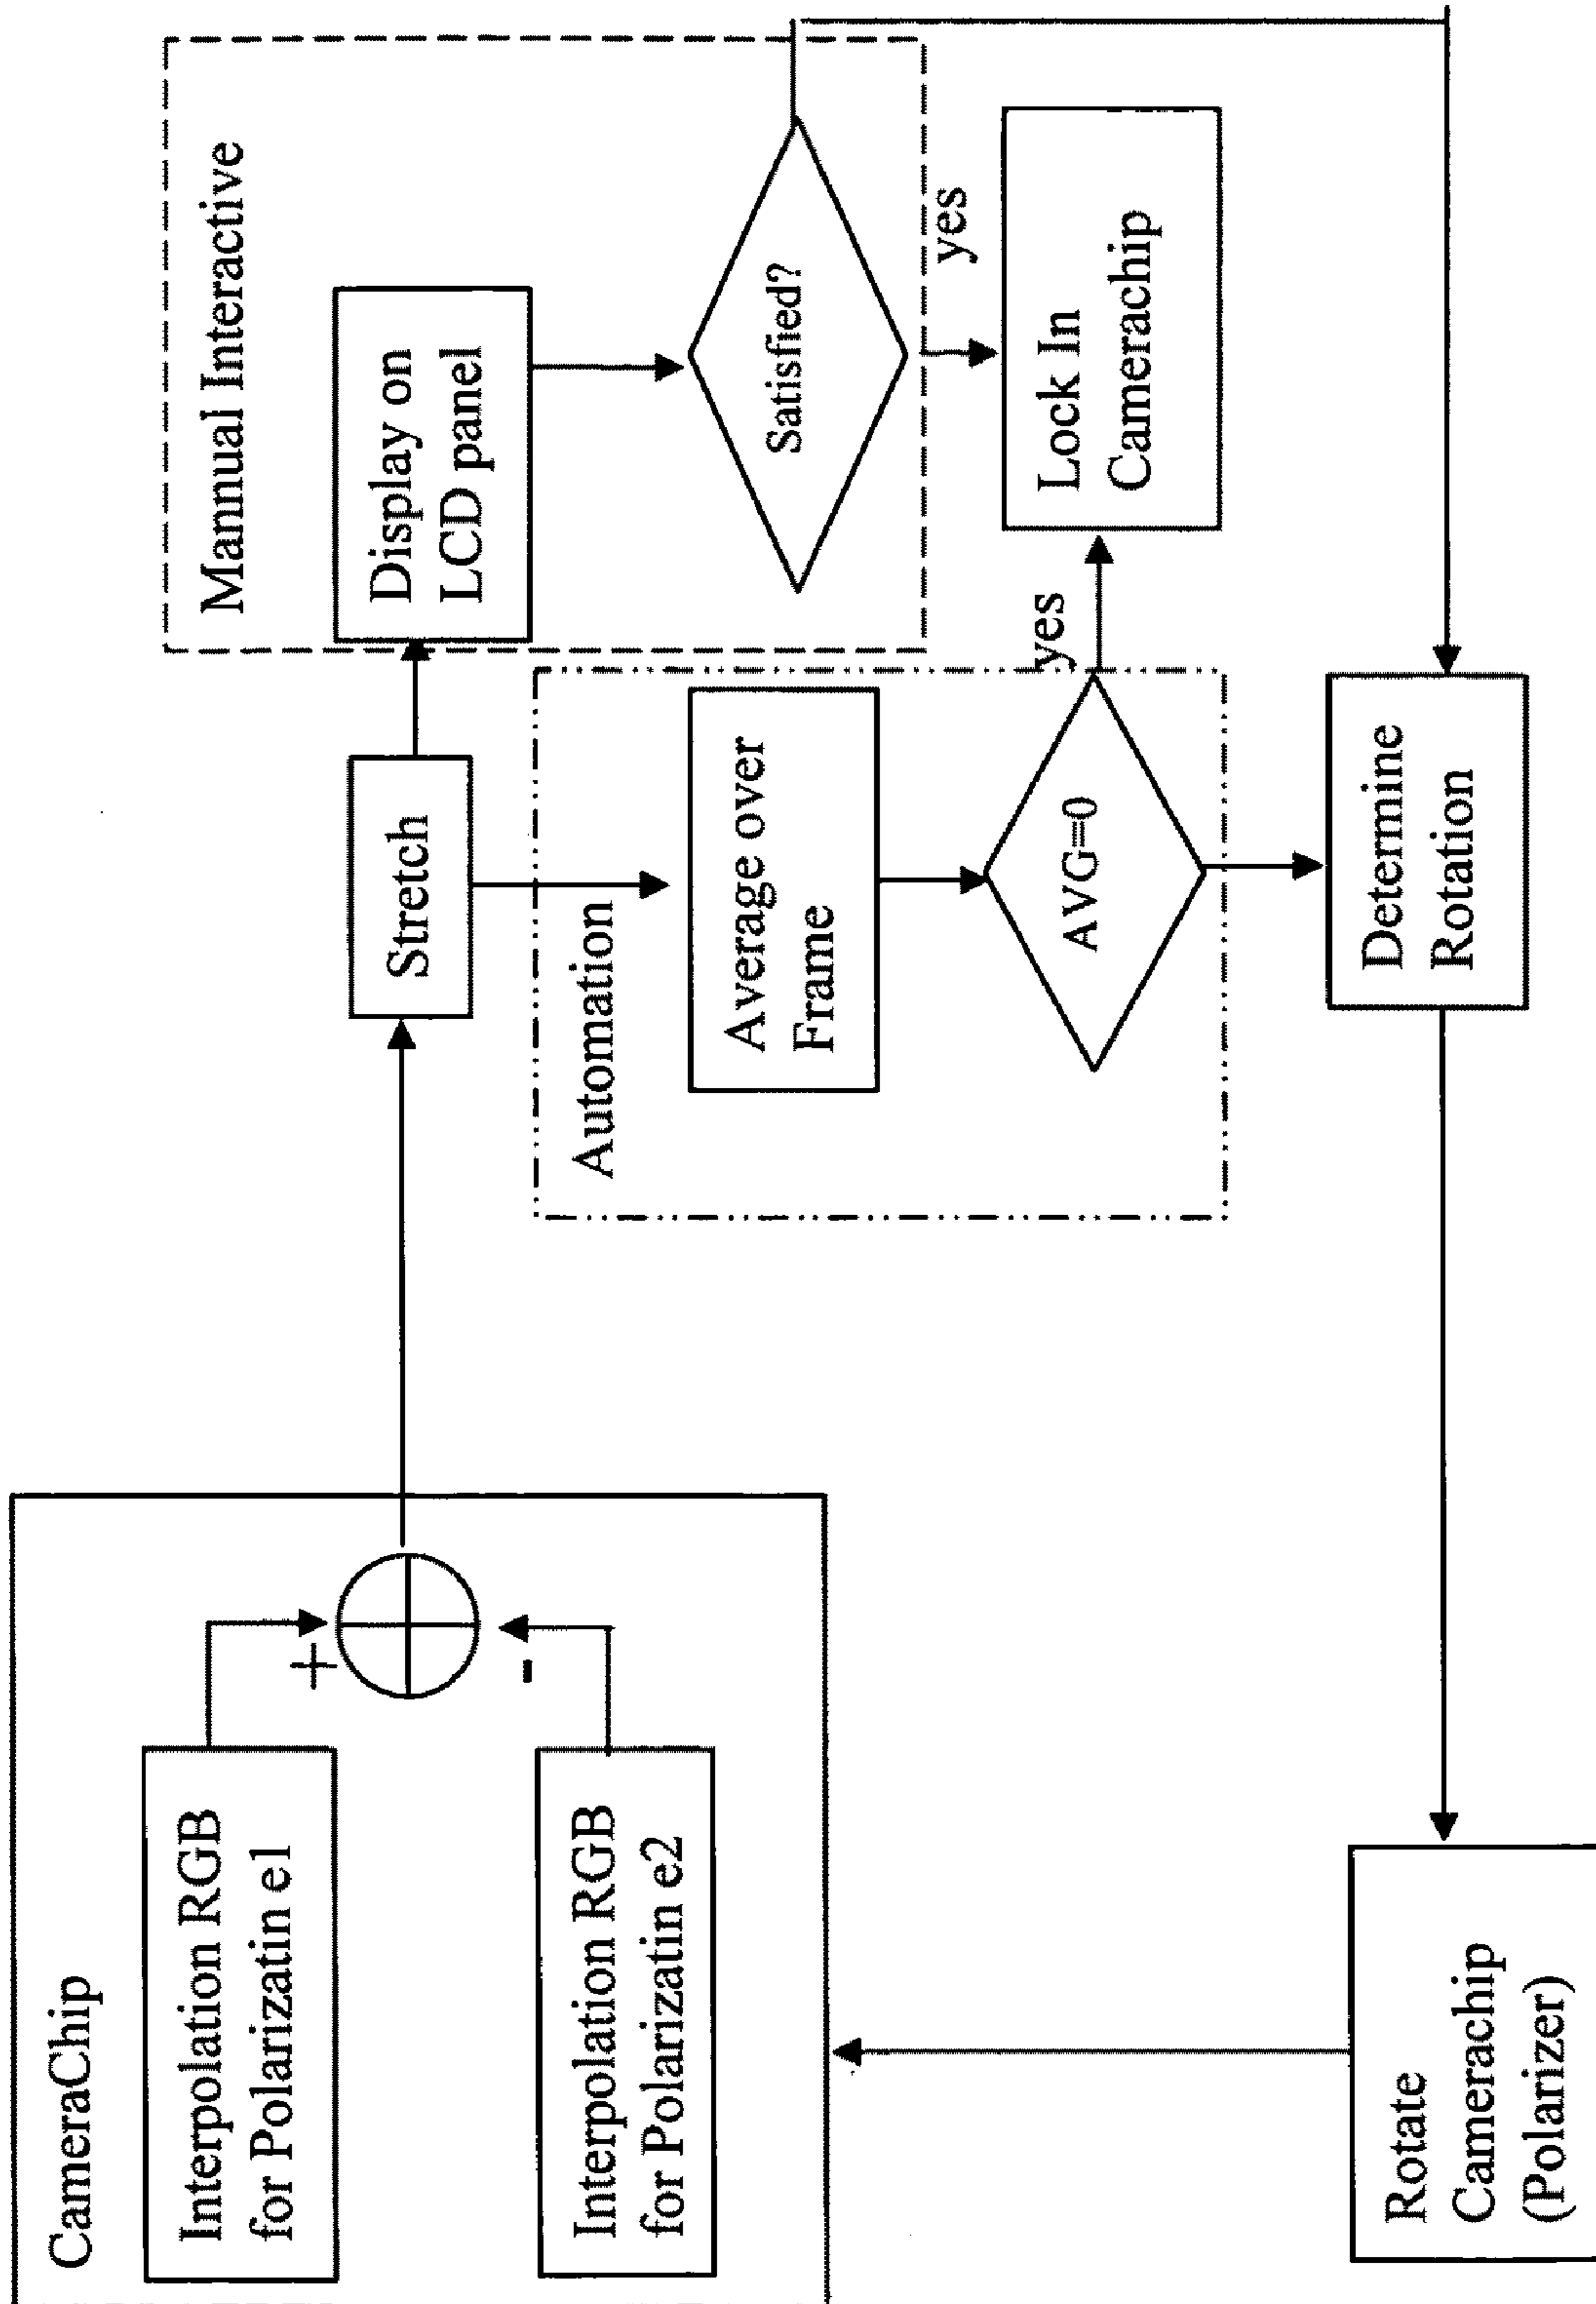 CameraChip
Interpolation RGB
for Polarizatin e1
+
Interpolation RGB
for Polarizatin e2
-
Stretch
Manual Interactive
Display on
LCD panel
Satisfied?
yes
Automation
Average over
Frame
AVG=0
yes
Lock In
Camerachip
Determine
Rotation
Rotate
Camerachip
(Polarizer)